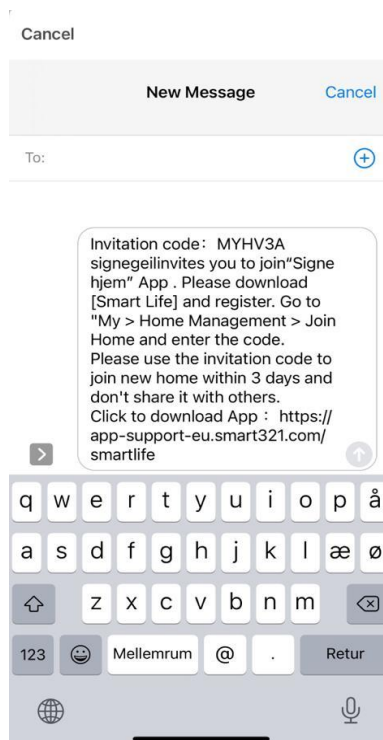 Cancel
New Message Cancel
To:
Invitation code： MYHV3A
signegeilinvites you to join“Signe
hjem” App . Please download
[Smart Life] and register. Go to
"My > Home Management > Join
Home and enter the code.
Please use the invitation code to
join new home within 3 days and
don't share it with others.
Click to download App： https://
app-support-eu.smart321.com/
smartlife
q w e r t y u i o p å
a s d f g h j k l æ ø
z x c v b n m
123 Mellemrum @ . Retur